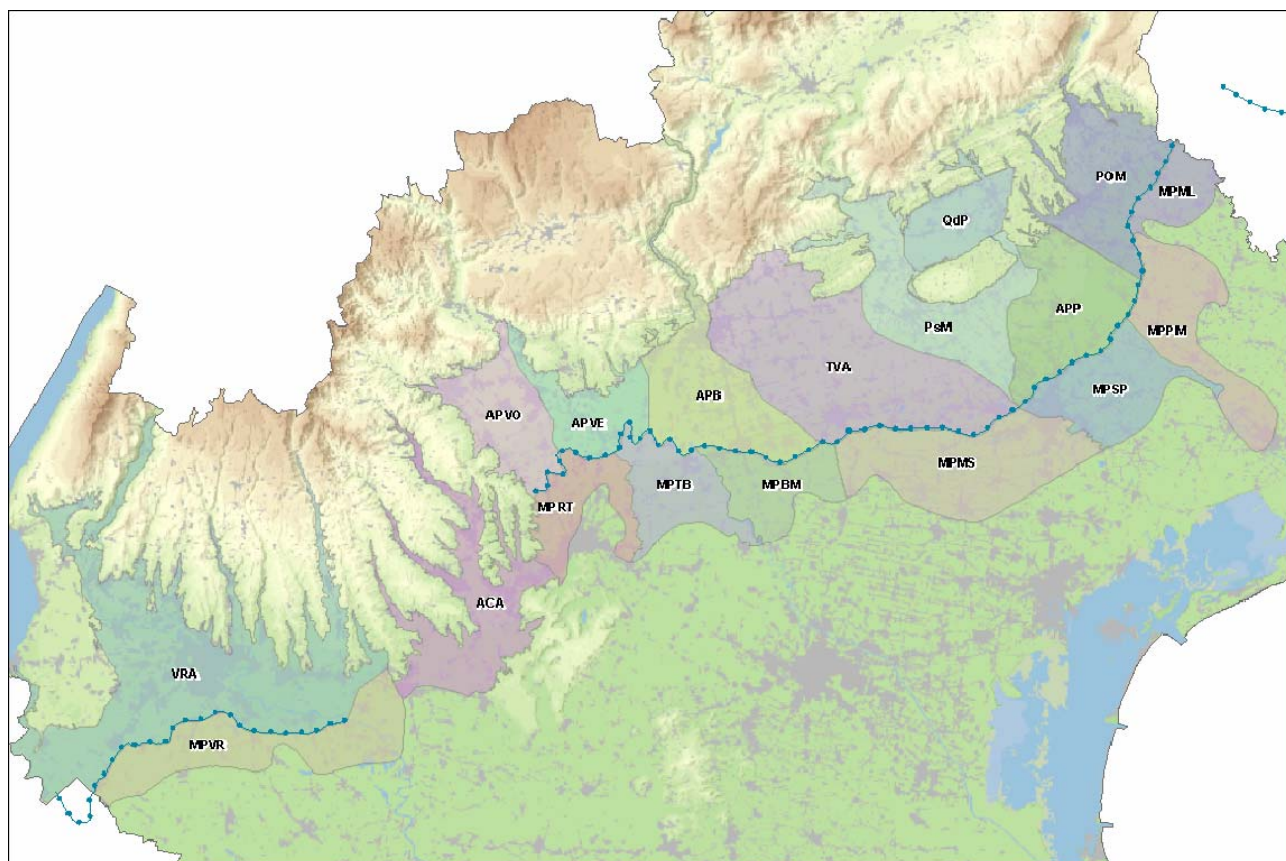 POM
MPML
QdP
APP
PsM
MPPM
TVA
MPSP
APB
APVO
APVE
MPMS
MPTB
MPBM
MPRT
ACA
VRA
MPVR